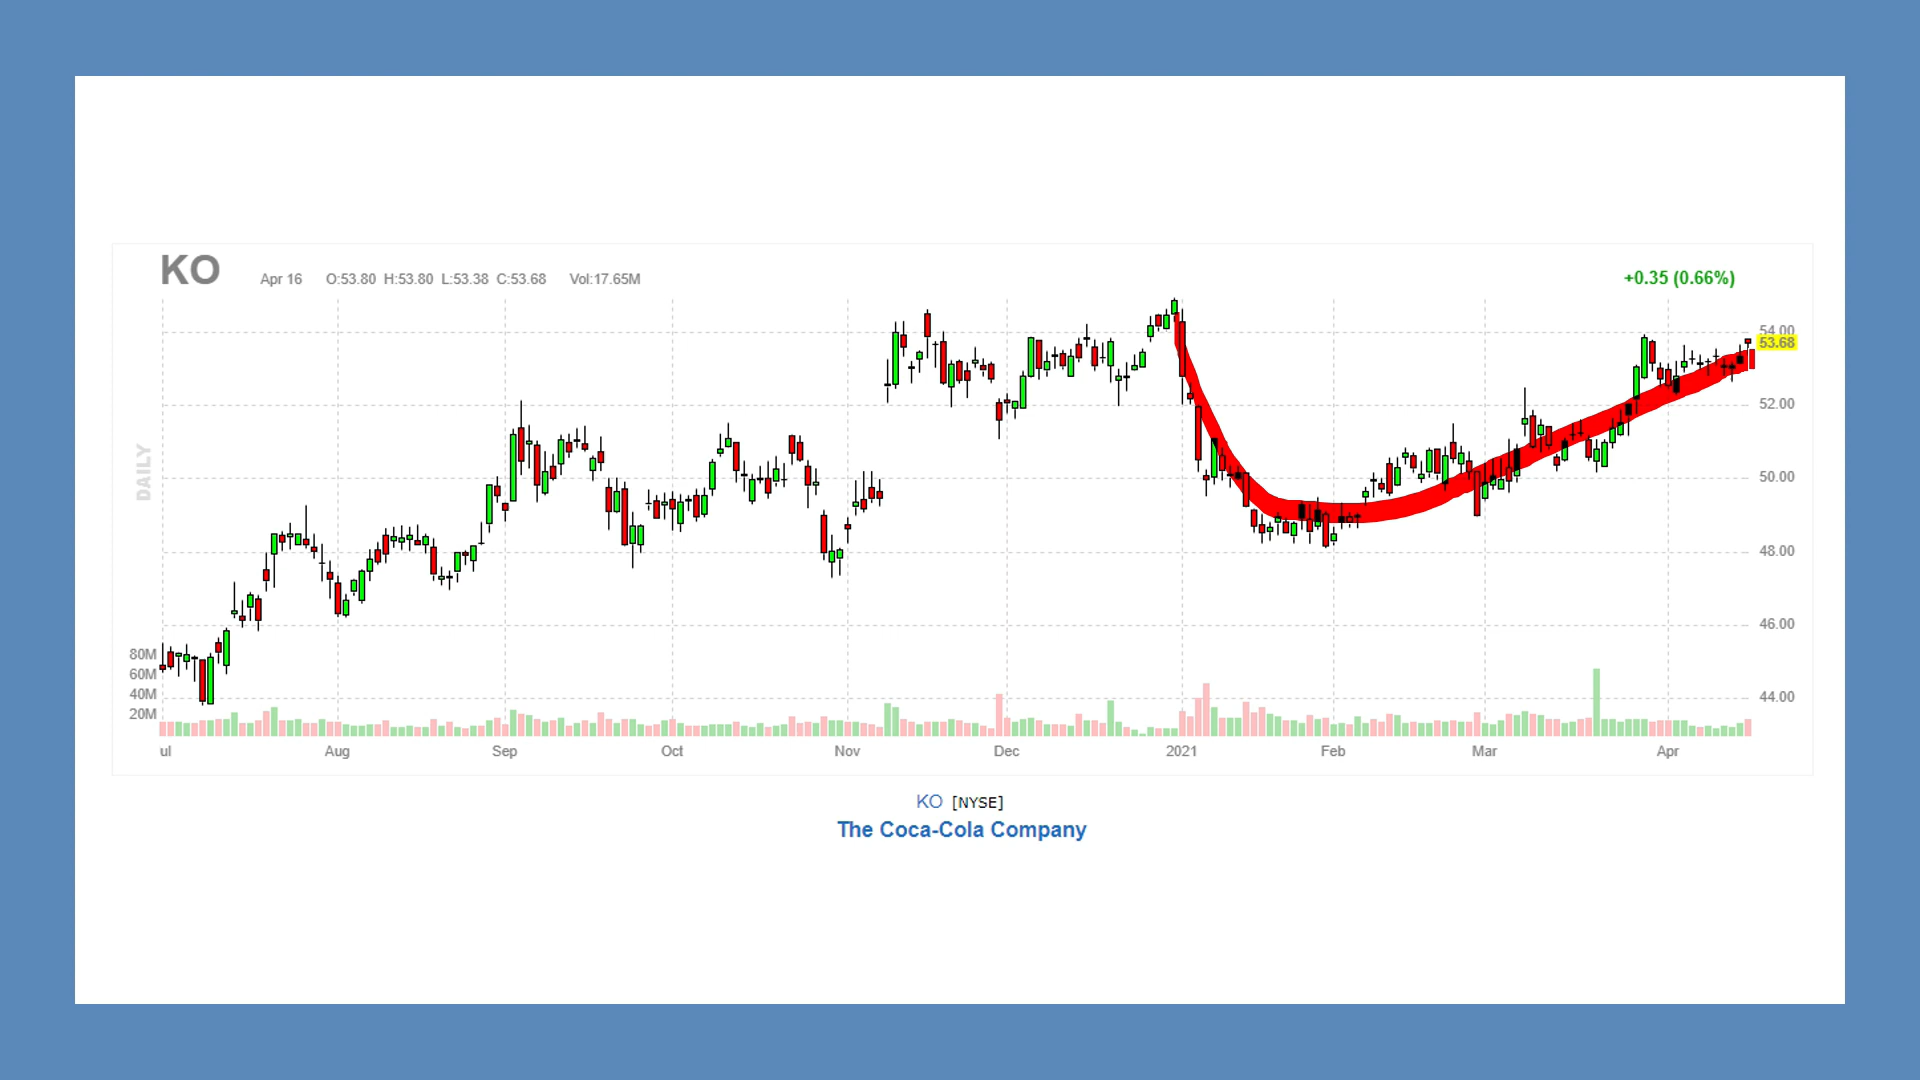 KO Apr 16 O:53.80 H:53.80 L:53.38 C:53.68 Vol:17.65M +0.35 (0.66%)
54.00
53.68
52.00
50.00
48.00
46.00
44.00
DAILY
80M
60M
40M
20M
ul Aug Sep Oct Nov Dec 2021 Feb Mar Apr
KO [NYSE]
The Coca-Cola Company